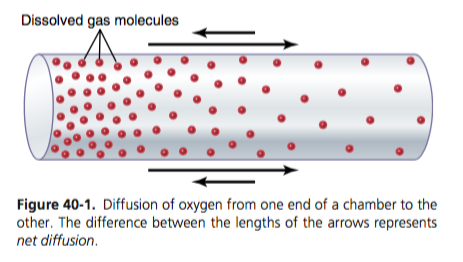 Dissolved gas molecules
Figure 40-1. Diffusion of oxygen from one end of a chamber to the
other. The difference between the lengths of the arrows represents
net diffusion.